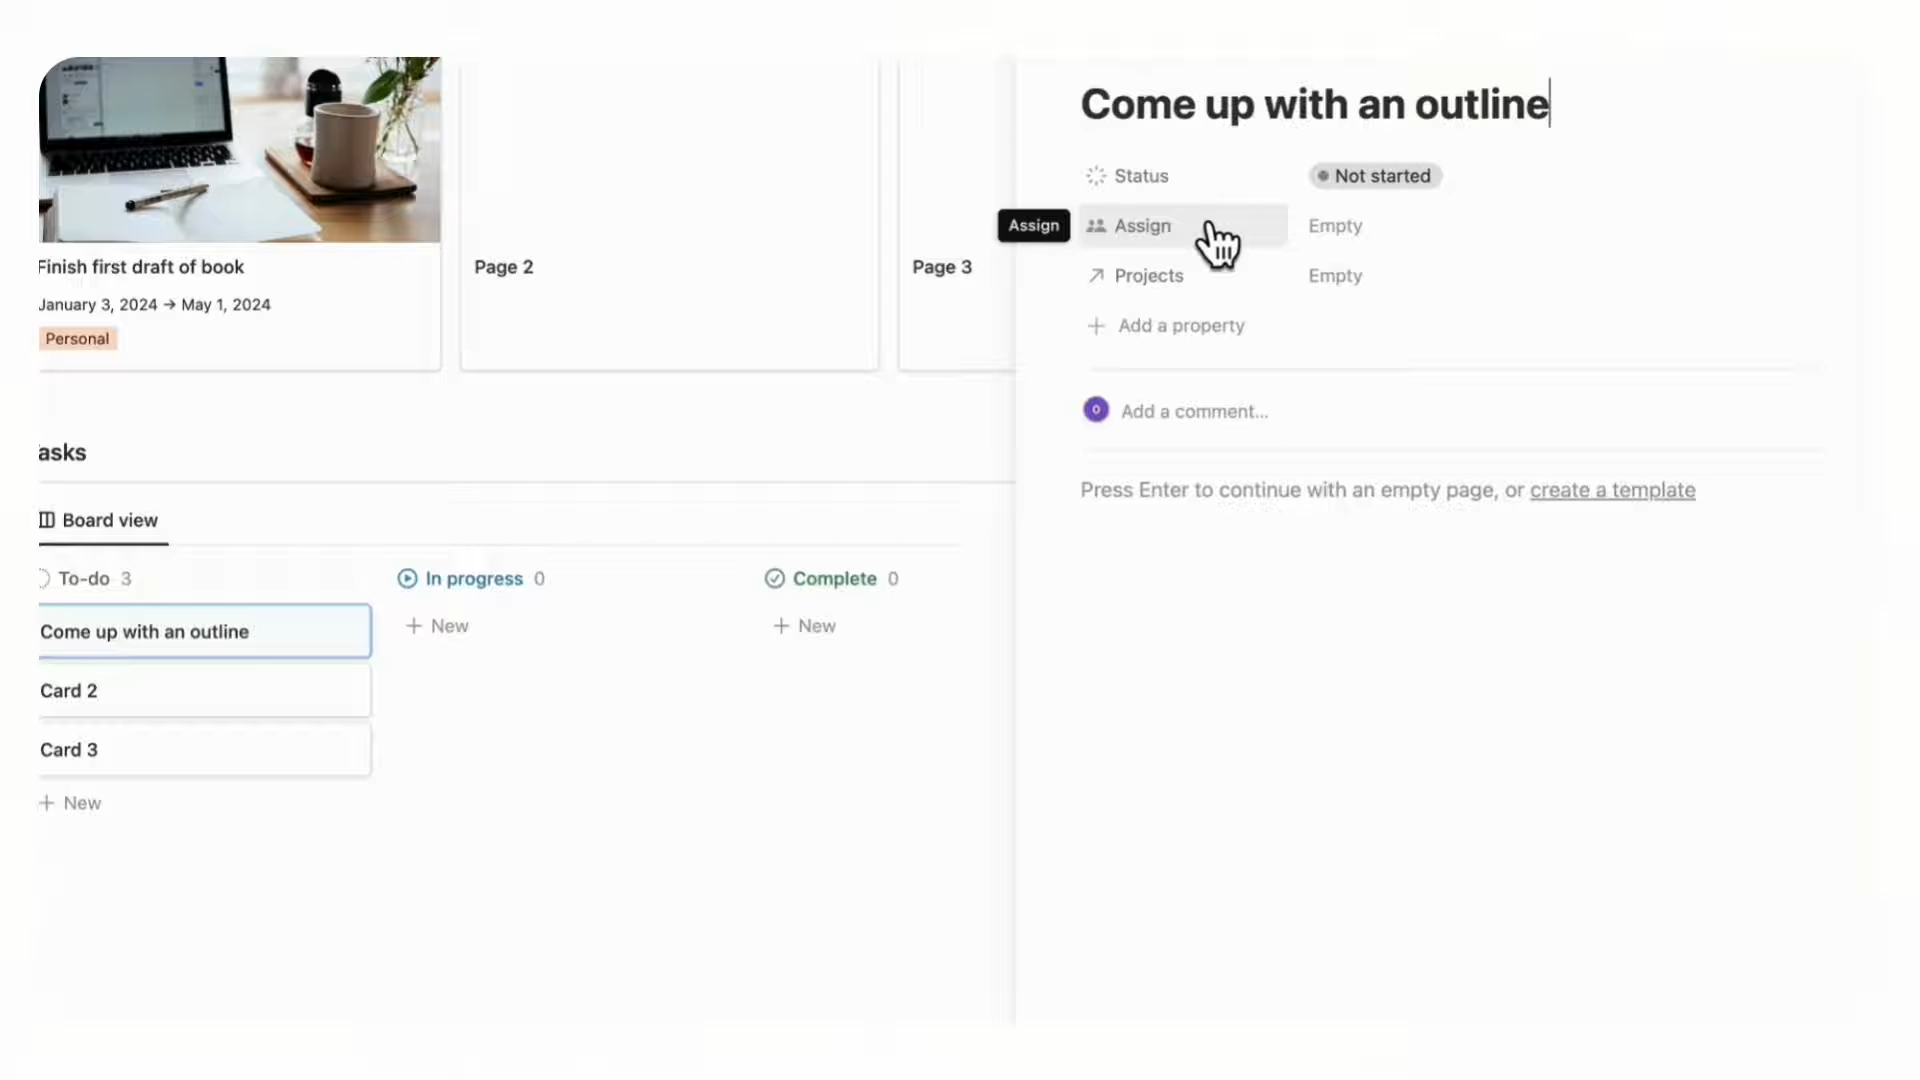 Finish first draft of book
January 3, 2024 → May 1, 2024
Personal
Page 2
Page 3
asks
Board view
To-do 3
Come up with an outline
Card 2
Card 3
+ New
In progress 0
+ New
Complete 0
+ New
Come up with an outline
Status Not started
Assign
Assign Empty
Projects Empty
+ Add a property
O Add a comment...
Press Enter to continue with an empty page, or create a template